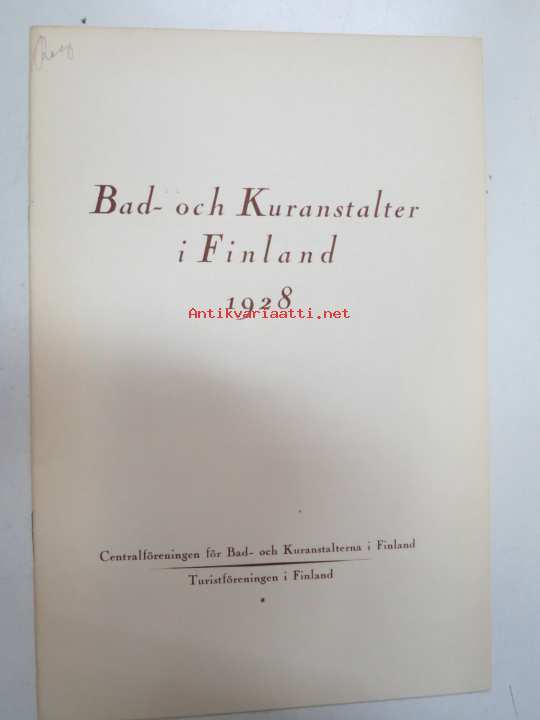 Bad- och Kuranstalter
i Finland
1928
Antikvariaatti.net
Centralföreningen för Bad- och Kuranstalterna i Finland
Turistföreningen i Finland
*